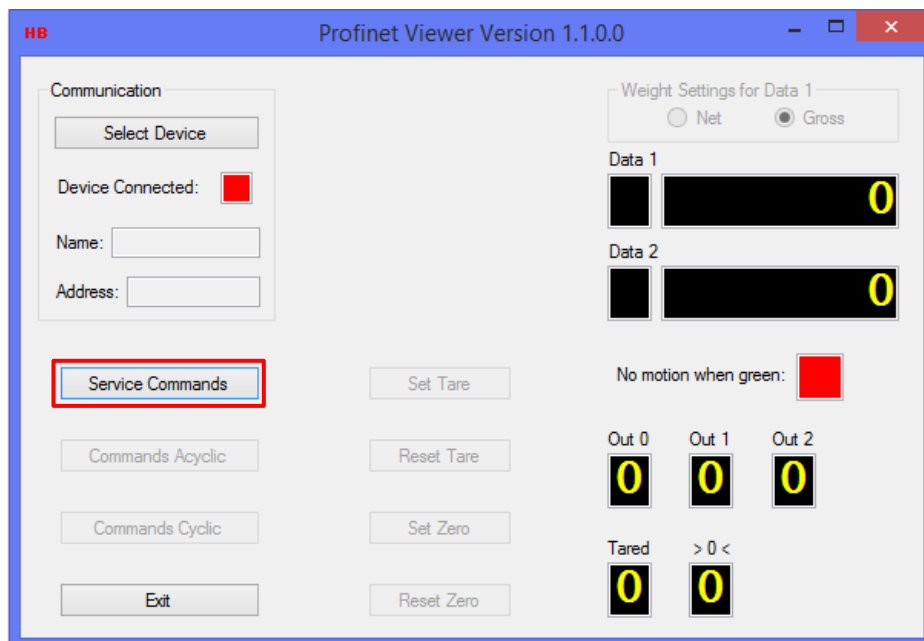 HB
Profinet Viewer Version 1.1.0.0
Communication
Select Device
Device Connected:
Name:
Address:
Weight Settings for Data 1
Net Gross
Data 1
0
Data 2
0
Service Commands
Set Tare
No motion when green:
Commands Acyclic
Reset Tare
Out 0 Out 1 Out 2
0 0 0
Commands Cyclic
Set Zero
Tared > 0 <
0 0
Exit
Reset Zero